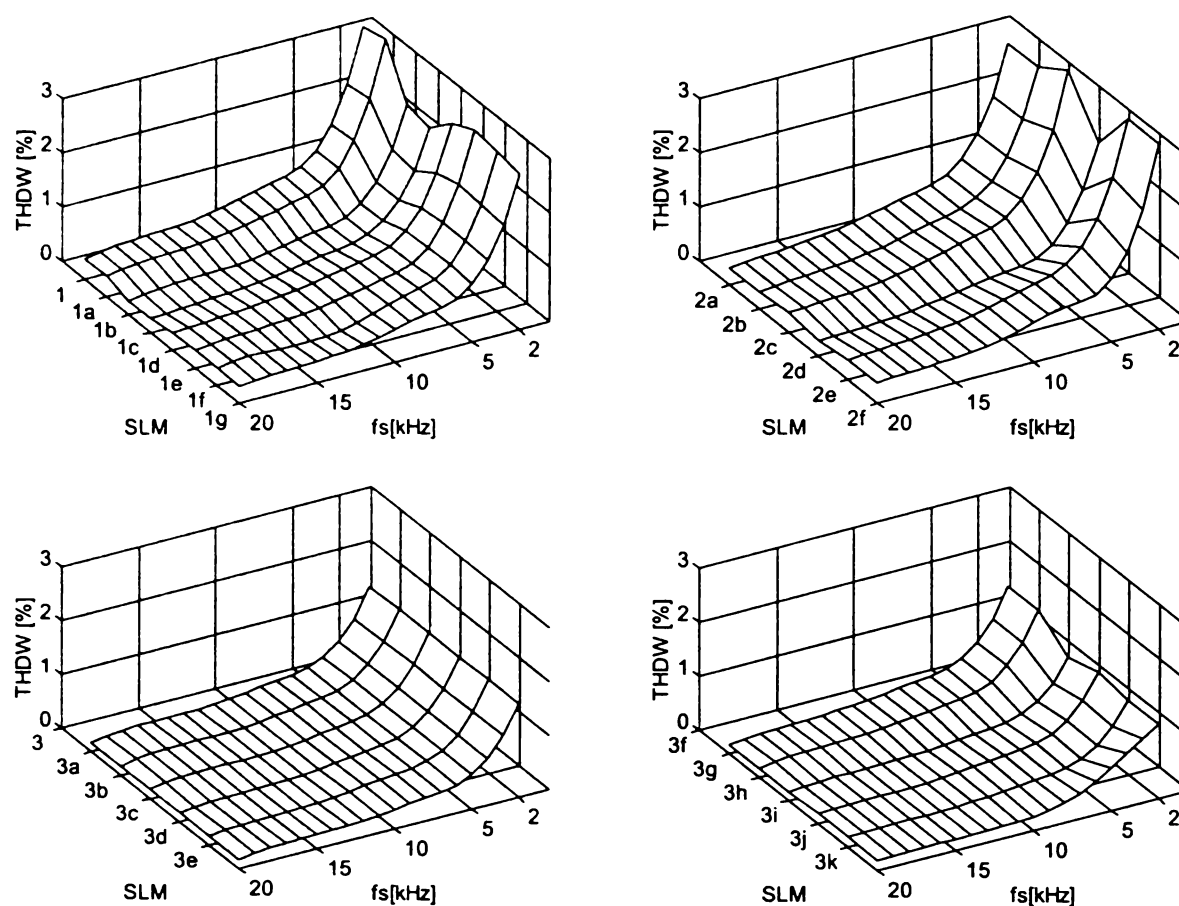 THDW [%]
3
2
1
0
1
1a
1b
1c
1d
1e
1f
1g
SLM
20
15
10
5
2
fs[kHz]
THDW [%]
3
2
1
0
2a
2b
2c
2d
2e
2f
SLM
20
15
10
5
2
fs[kHz]
THDW [%]
3
2
1
0
3
3a
3b
3c
3d
3e
SLM
20
15
10
5
2
fs[kHz]
THDW [%]
3
2
1
0
3f
3g
3h
3i
3j
3k
SLM
20
15
10
5
2
fs[kHz]